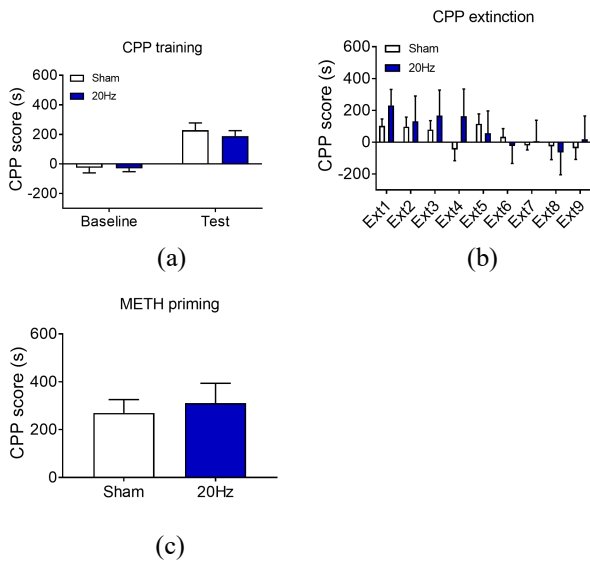 CPP training
Sham
20Hz
CPP score (s)
600
400
200
0
-200
Baseline Test
(a)
CPP extinction
Sham
20Hz
CPP score (s)
600
400
200
0
-200
Ext1 Ext2 Ext3 Ext4 Ext5 Ext6 Ext7 Ext8 Ext9
(b)
METH priming
CPP score (s)
600
400
200
0
Sham 20Hz
(c)